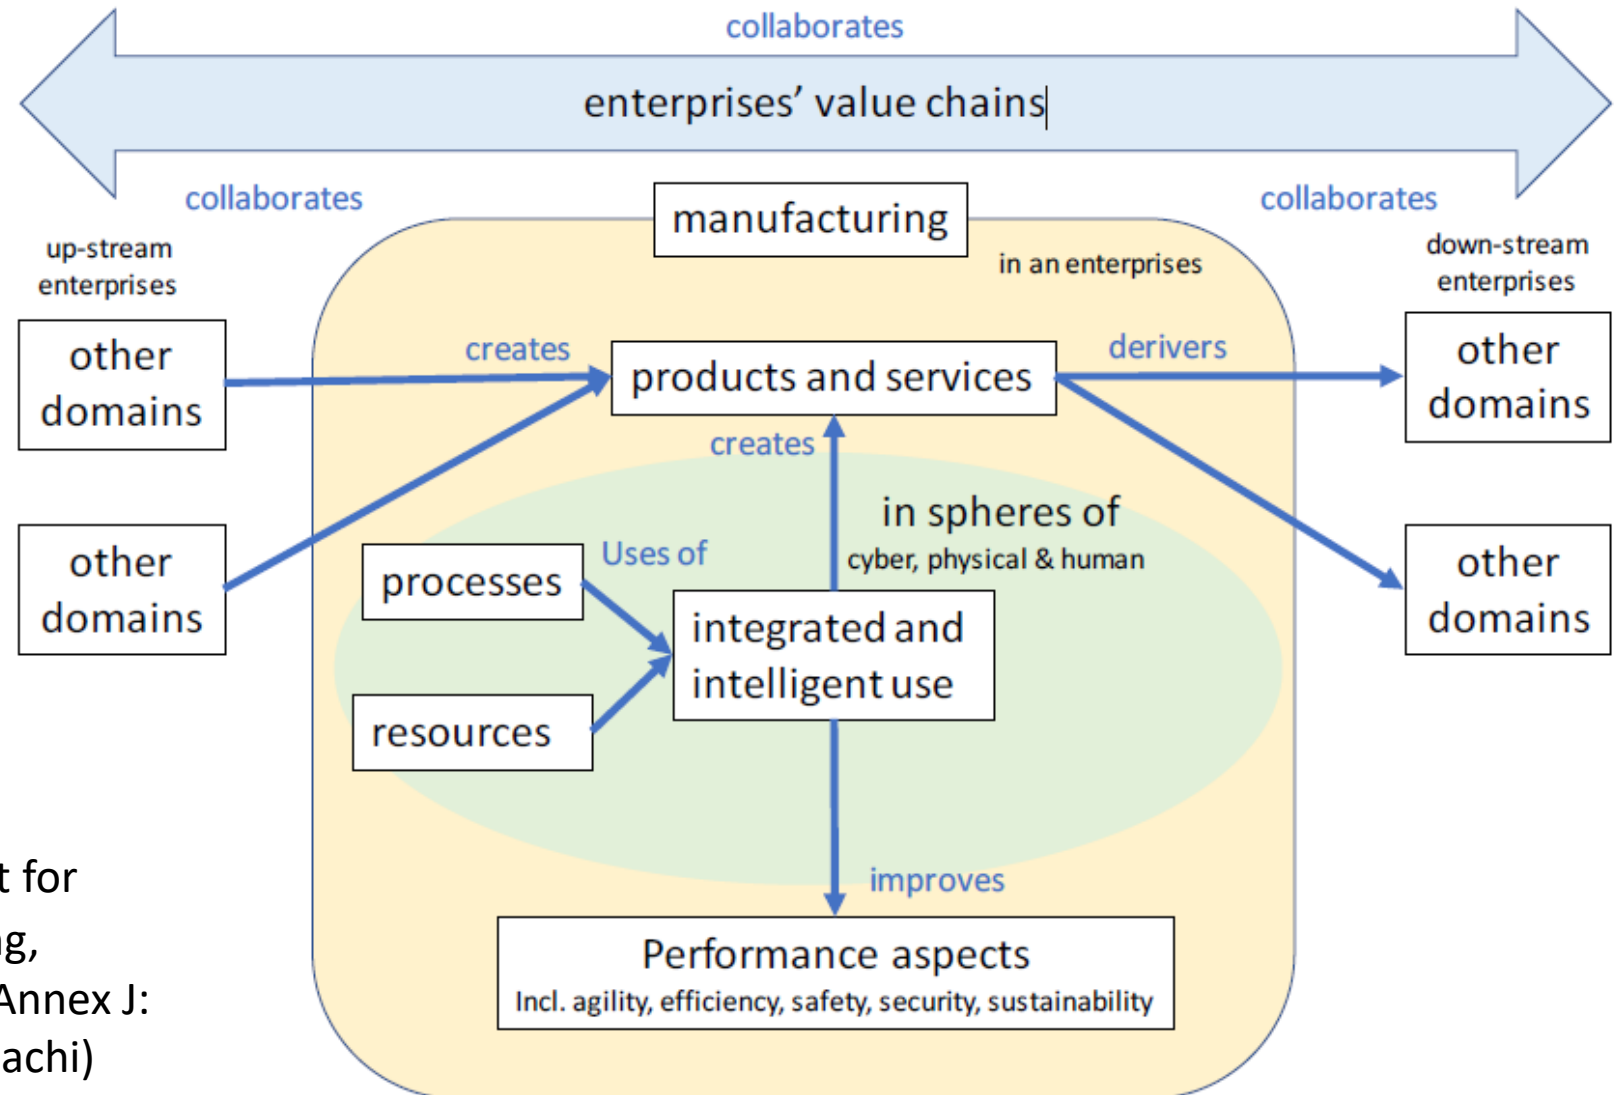 collaborates
enterprises’ value chains
collaborates
manufacturing
collaborates
up-stream
enterprises
in an enterprises
down-stream
enterprises
other
domains
creates
products and services
derivers
other
domains
creates
other
domains
in spheres of
cyber, physical & human
other
domains
processes
Uses of
integrated and
intelligent use
resources
t for
improves
Performance aspects
Incl. agility, efficiency, safety, security, sustainability
Annex J: